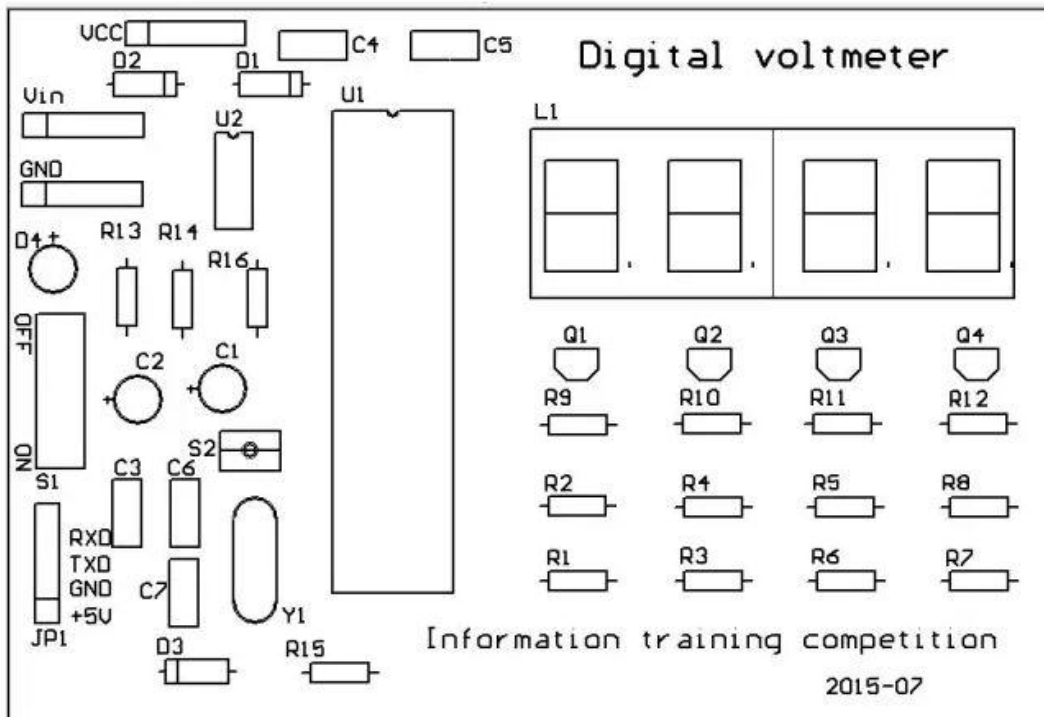 VCC
C4
C5
Digital voltmeter
D2
D1
Vin
U2
U1
L1
GND
D4 +
R13
R14
R16
OFF
ON
S1
+
C2
+
C1
S2
C3
C6
Q1
Q2
Q3
Q4
R9
R10
R11
R12
R2
R4
R5
R8
R1
R3
R6
R7
RXD
TXD
GND
+5V
JP1
C7
Y1
D3
R15
Information training competition
2015-07